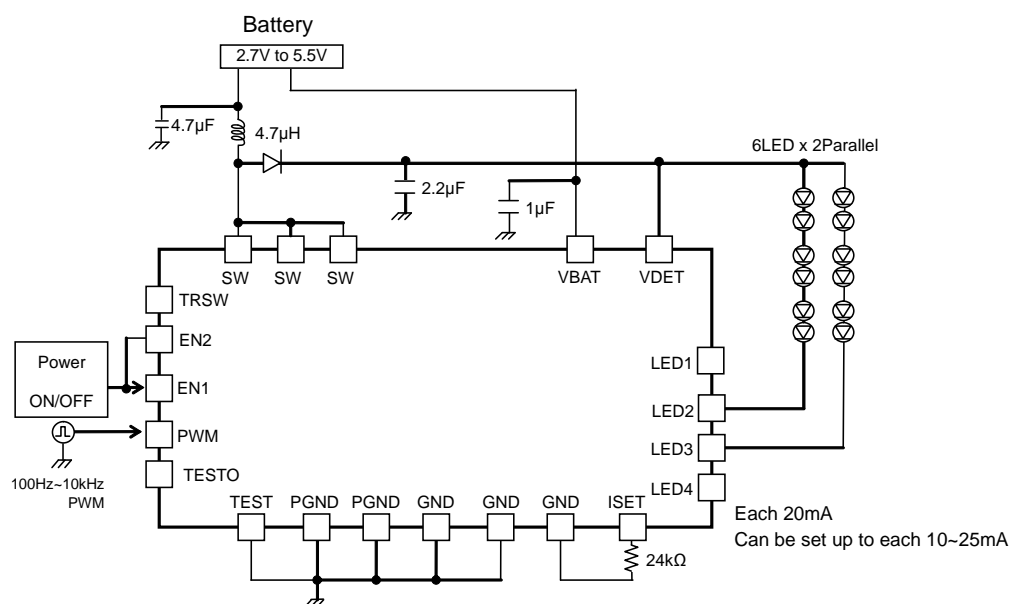 Battery
2.7V to 5.5V
4.7µF
4.7µH
6LED x 2Parallel
2.2µF
1µF
SW
SW
SW
VBAT
VDET
TRSW
EN2
Power
ON/OFF
EN1
PWM
TESTO
100Hz~10kHz
PWM
LED1
LED2
LED3
LED4
TEST
PGND
PGND
GND
GND
GND
ISET
24kΩ
Each 20mA
Can be set up to each 10~25mA